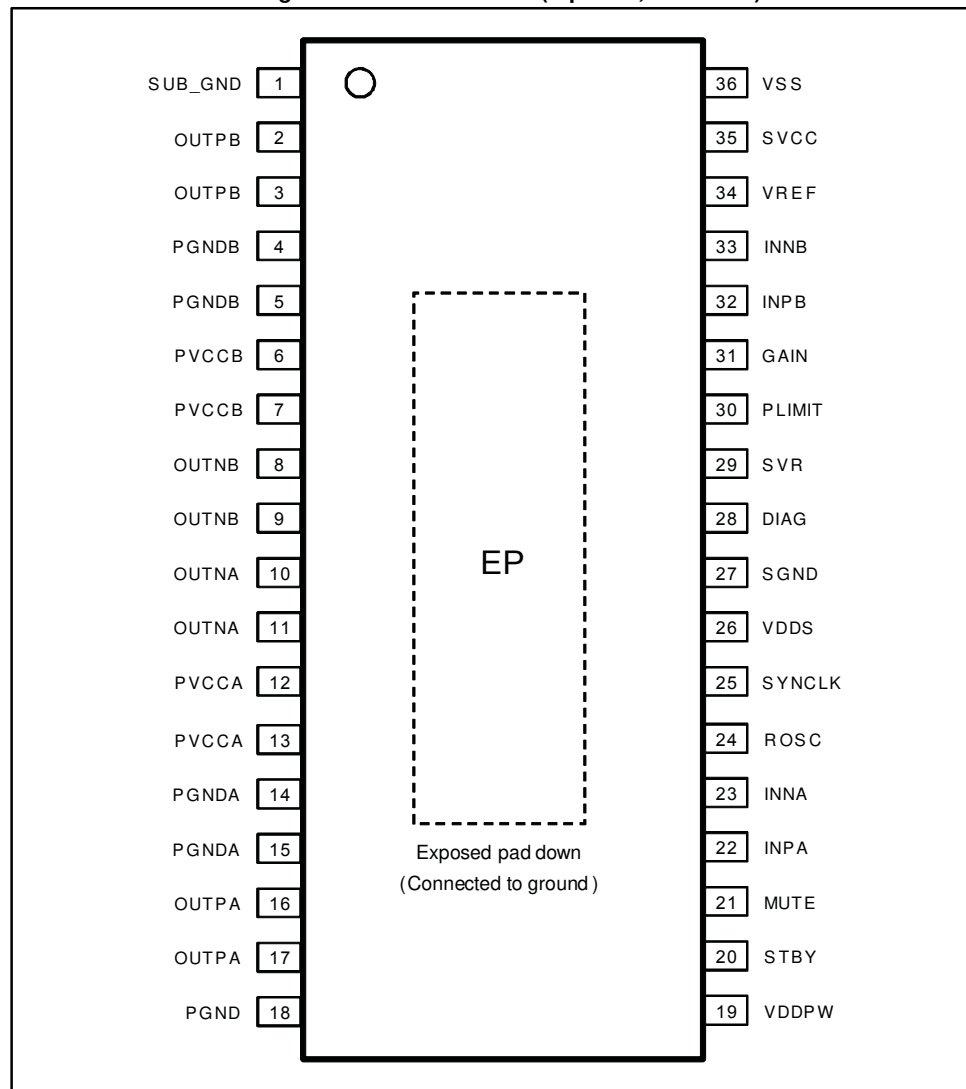 SUB_GND 1
OUTPB 2
OUTPB 3
PGNDB 4
PGNDB 5
PVCCB 6
PVCCB 7
OUTNB 8
OUTNB 9
OUTNA 10
OUTNA 11
PVCCA 12
PVCCA 13
PGNDA 14
PGNDA 15
OUTPA 16
OUTPA 17
PGND 18
EP
Exposed pad down
(Connected to ground)
36 VSS
35 SVCC
34 VREF
33 INNB
32 INPB
31 GAIN
30 PLIMIT
29 SVR
28 DIAG
27 SGND
26 VDDS
25 SYNCLK
24 ROSC
23 INNA
22 INPA
21 MUTE
20 STBY
19 VDDPW